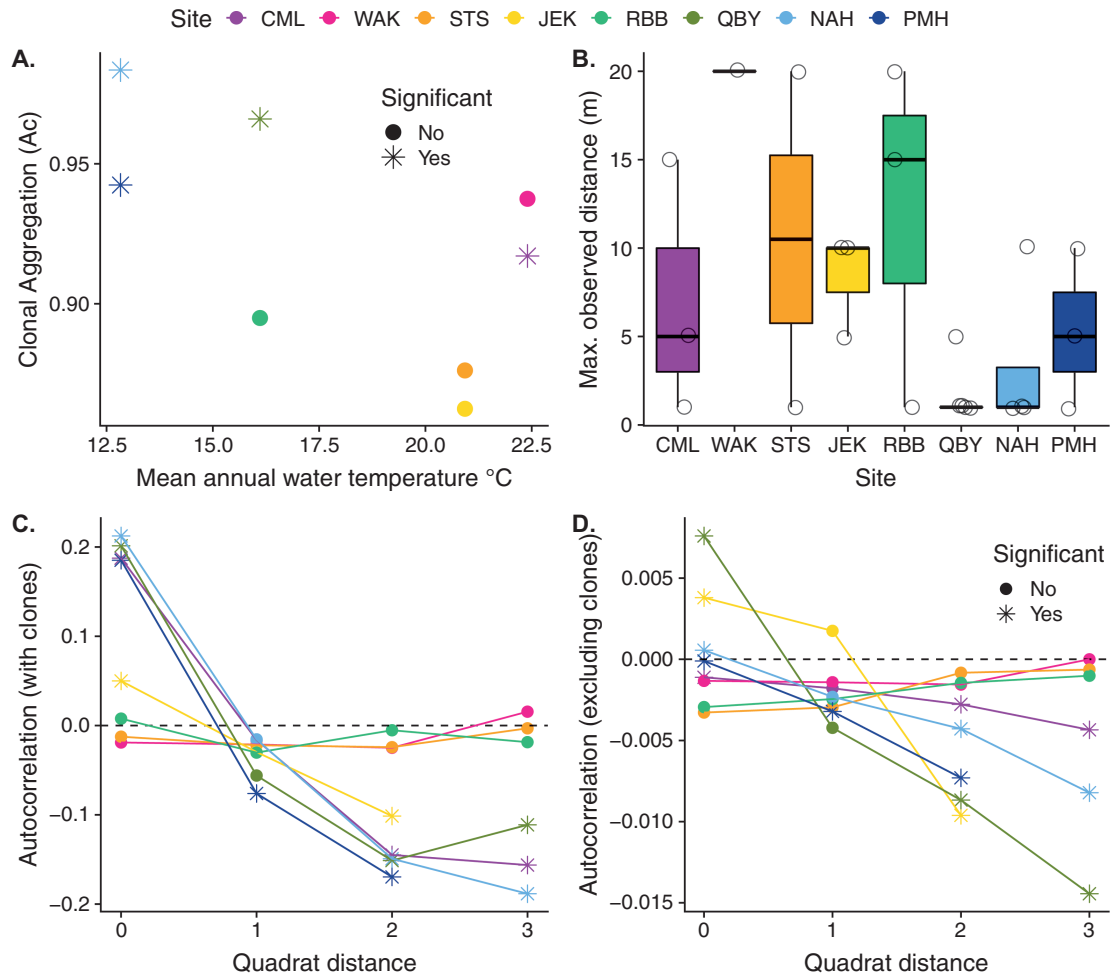 Site CML WAK STS JEK RBB QBY NAH PMH
A.
Clonal Aggregation (Ac)
0.95
0.90
Significant
No
Yes
12.5 15.0 17.5 20.0 22.5
Mean annual water temperature °C
B.
Max. observed distance (m)
20
15
10
5
0
CML WAK STS JEK RBB QBY NAH PMH
Site
C.
Autocorrelation (with clones)
0.2
0.1
0.0
−0.1
−0.2
0 1 2 3
Quadrat distance
D.
Autocorrelation (excluding clones)
0.005
0.000
−0.005
−0.010
−0.015
Significant
No
Yes
0 1 2 3
Quadrat distance